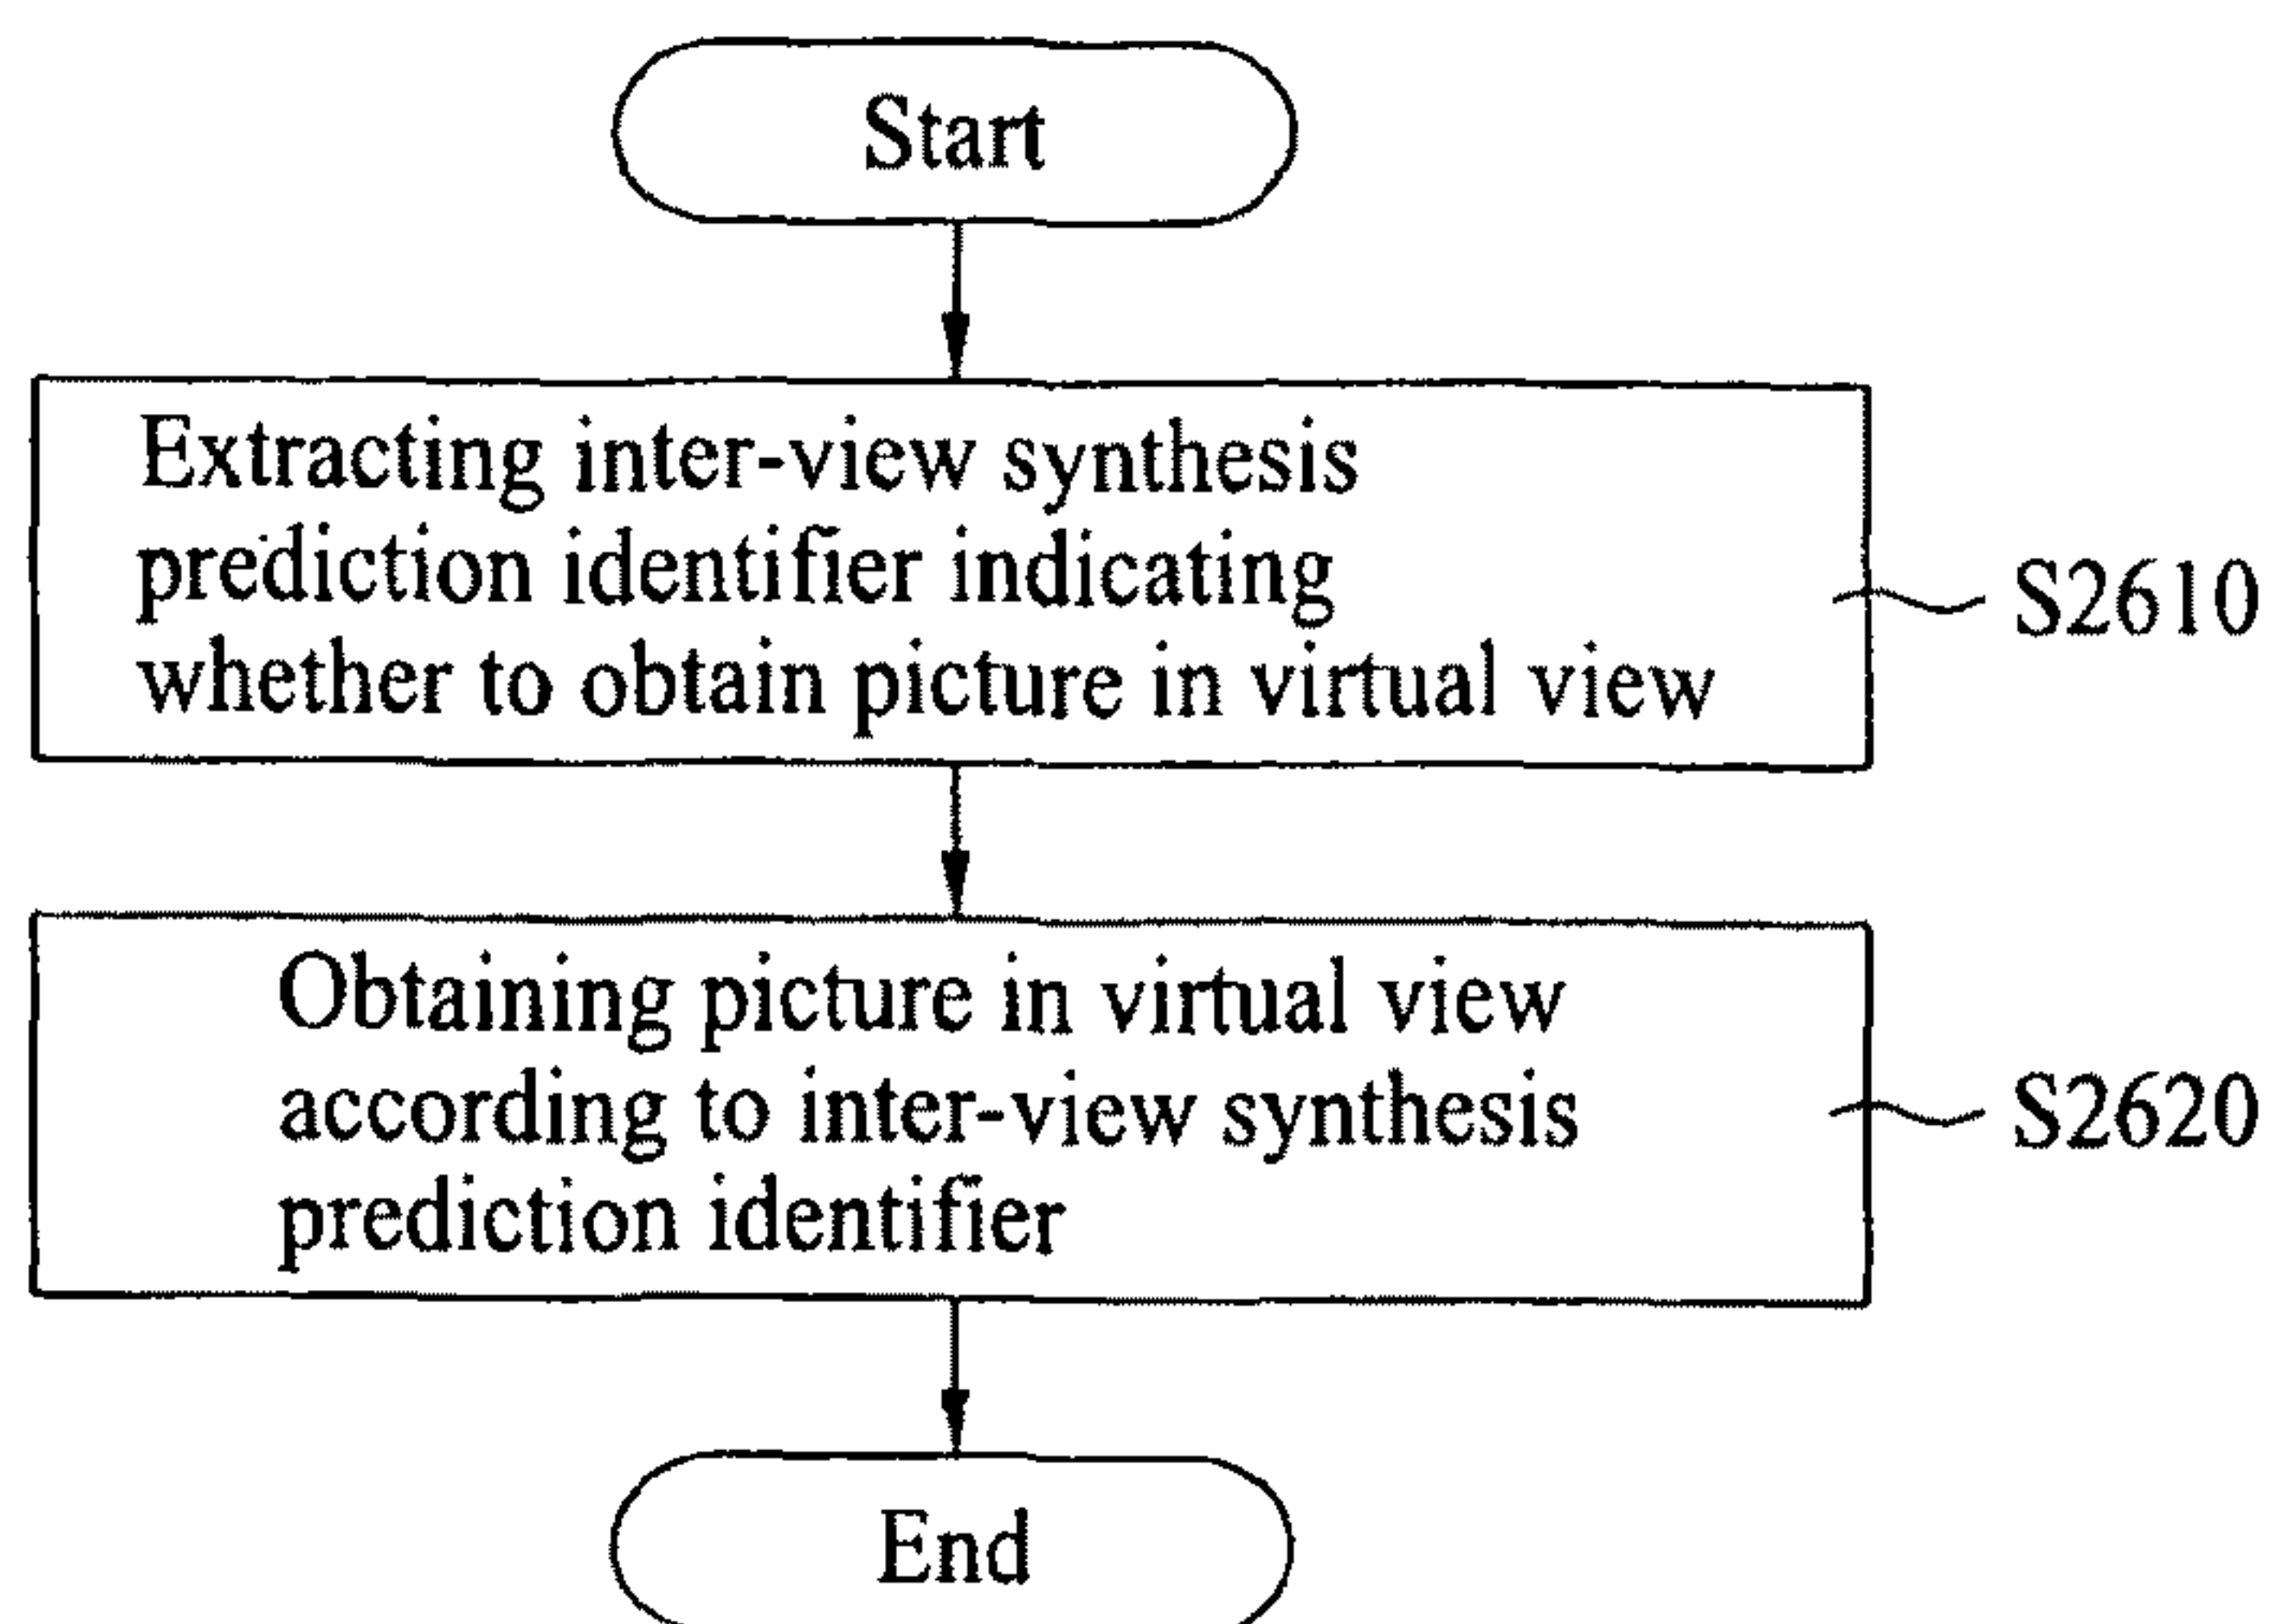 Start
Extracting inter-view synthesis
prediction identifier indicating
whether to obtain picture in virtual view
S2610
Obtaining picture in virtual view
according to inter-view synthesis
prediction identifier
S2620
End